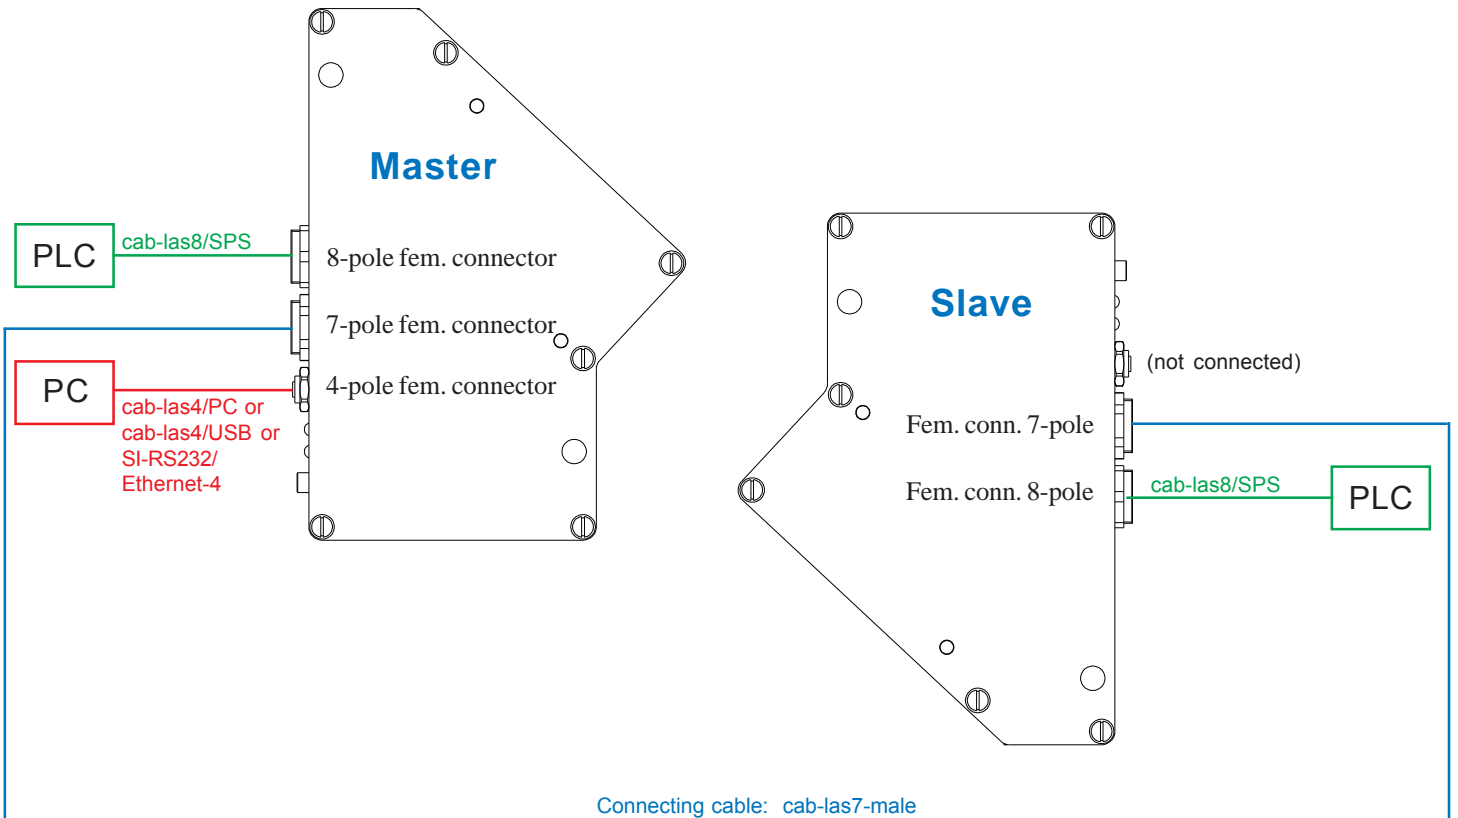 Master
PLC
cab-las8/SPS
8-pole fem. connector
7-pole fem. connector
PC
4-pole fem. connector
cab-las4/PC or
cab-las4/USB or
SI-RS232/
Ethernet-4
Slave
(not connected)
Fem. conn. 7-pole
Fem. conn. 8-pole
cab-las8/SPS
PLC
Connecting cable: cab-las7-male